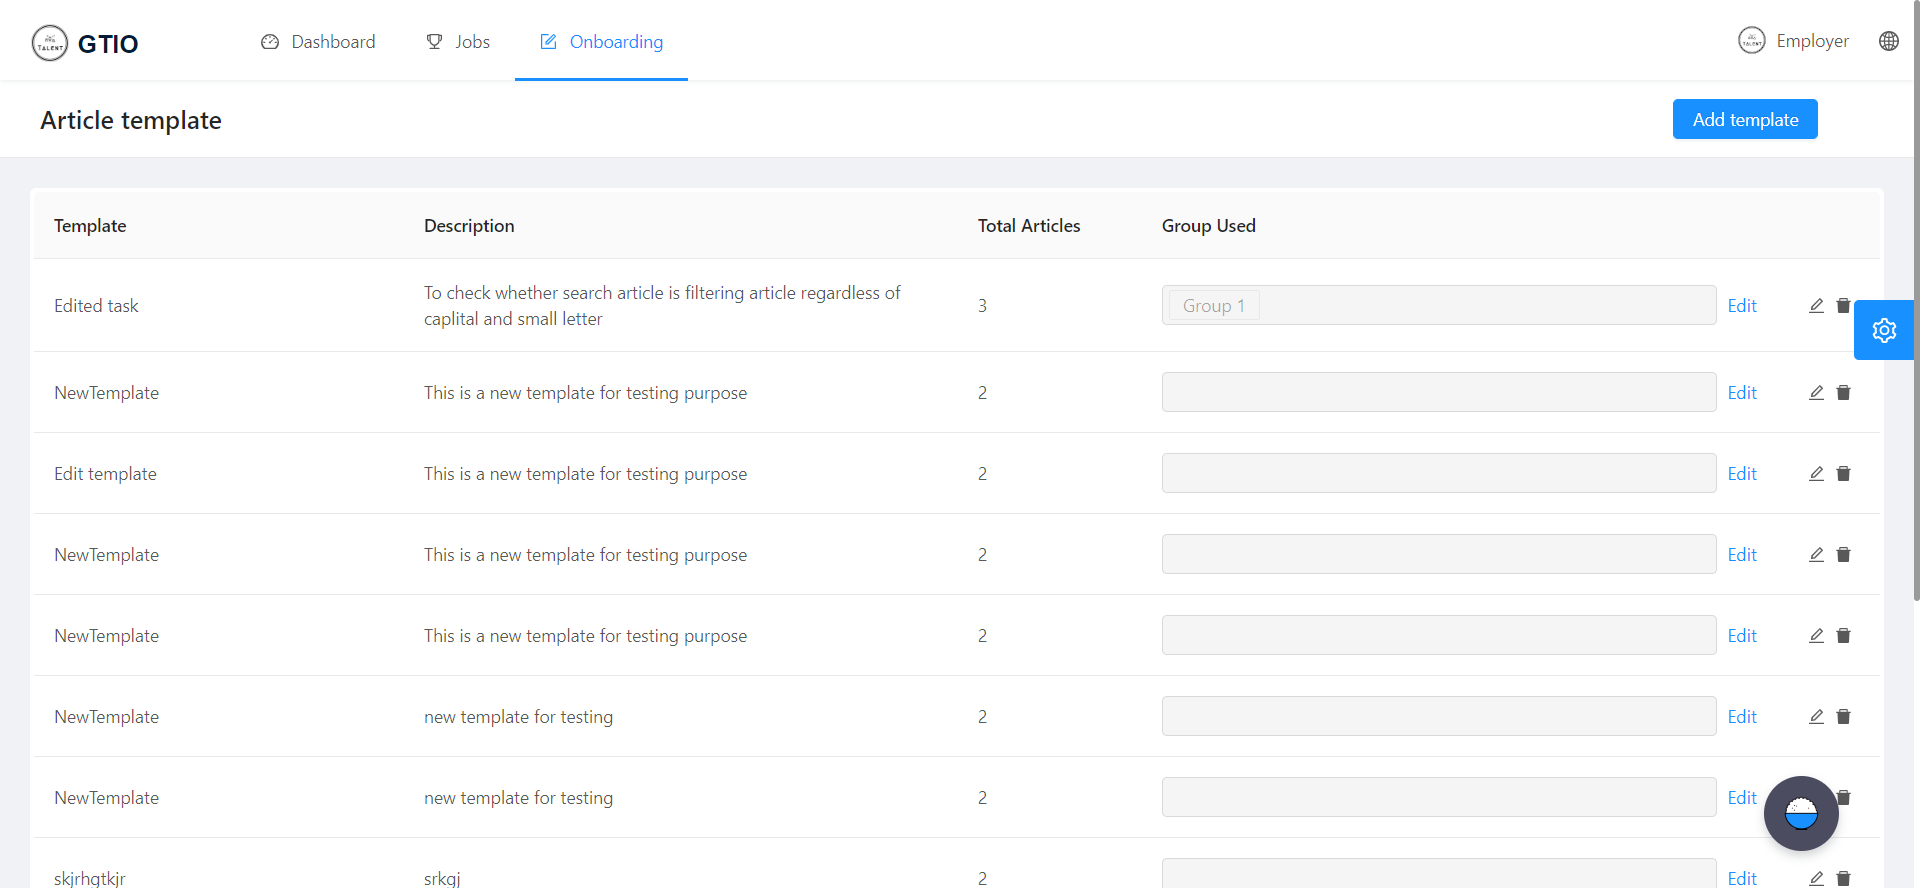 TALENT GTIO Dashboard Jobs Onboarding TALENT Employer
Article template Add template
Template Description Total Articles Group Used
Edited task To check whether search article is filtering article regardless of caplital and small letter 3 Group 1 Edit
NewTemplate This is a new template for testing purpose 2 Edit
Edit template This is a new template for testing purpose 2 Edit
NewTemplate This is a new template for testing purpose 2 Edit
NewTemplate This is a new template for testing purpose 2 Edit
NewTemplate new template for testing 2 Edit
NewTemplate new template for testing 2 Edit
skjrhgtkjr srkgj 2 Edit